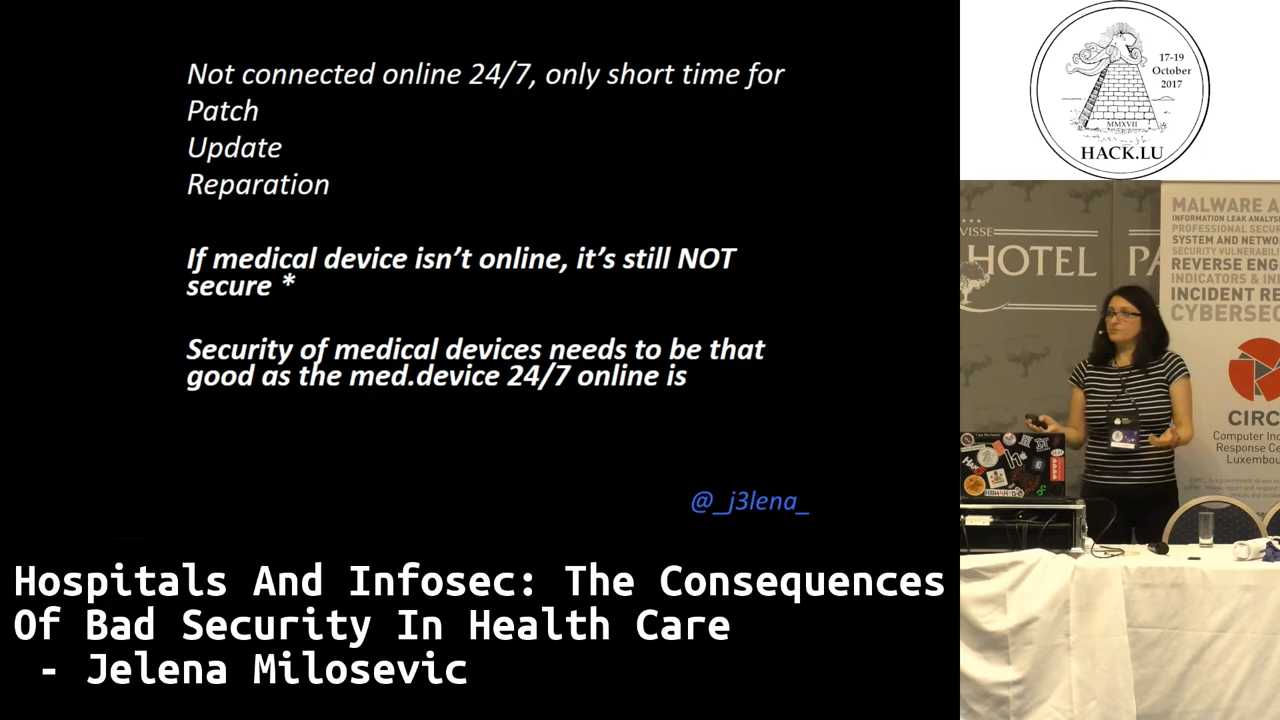 Not connected online 24/7, only short time for
Patch
Update
Reparation
If medical device isn't online, it's still NOT
secure *
Security of medical devices needs to be that
good as the med.device 24/7 online is
@_j3lena_
Hospitals And Infosec: The Consequences
Of Bad Security In Health Care
- Jelena Milosevic
17-19
October
2017
MMXVII
HACK.LU
VISSE
HOTEL
PA
MALWARE A
INFORMATION LEAK ANALYS
PROFESSIONAL SECUR
SYSTEM AND NETWO
SECURITY VULNERABI
REVERSE ENG
INDICATORS & IN
INCIDENT RE
CYBERSEC
CIRC
Computer Inc
Response Ce
Luxembou